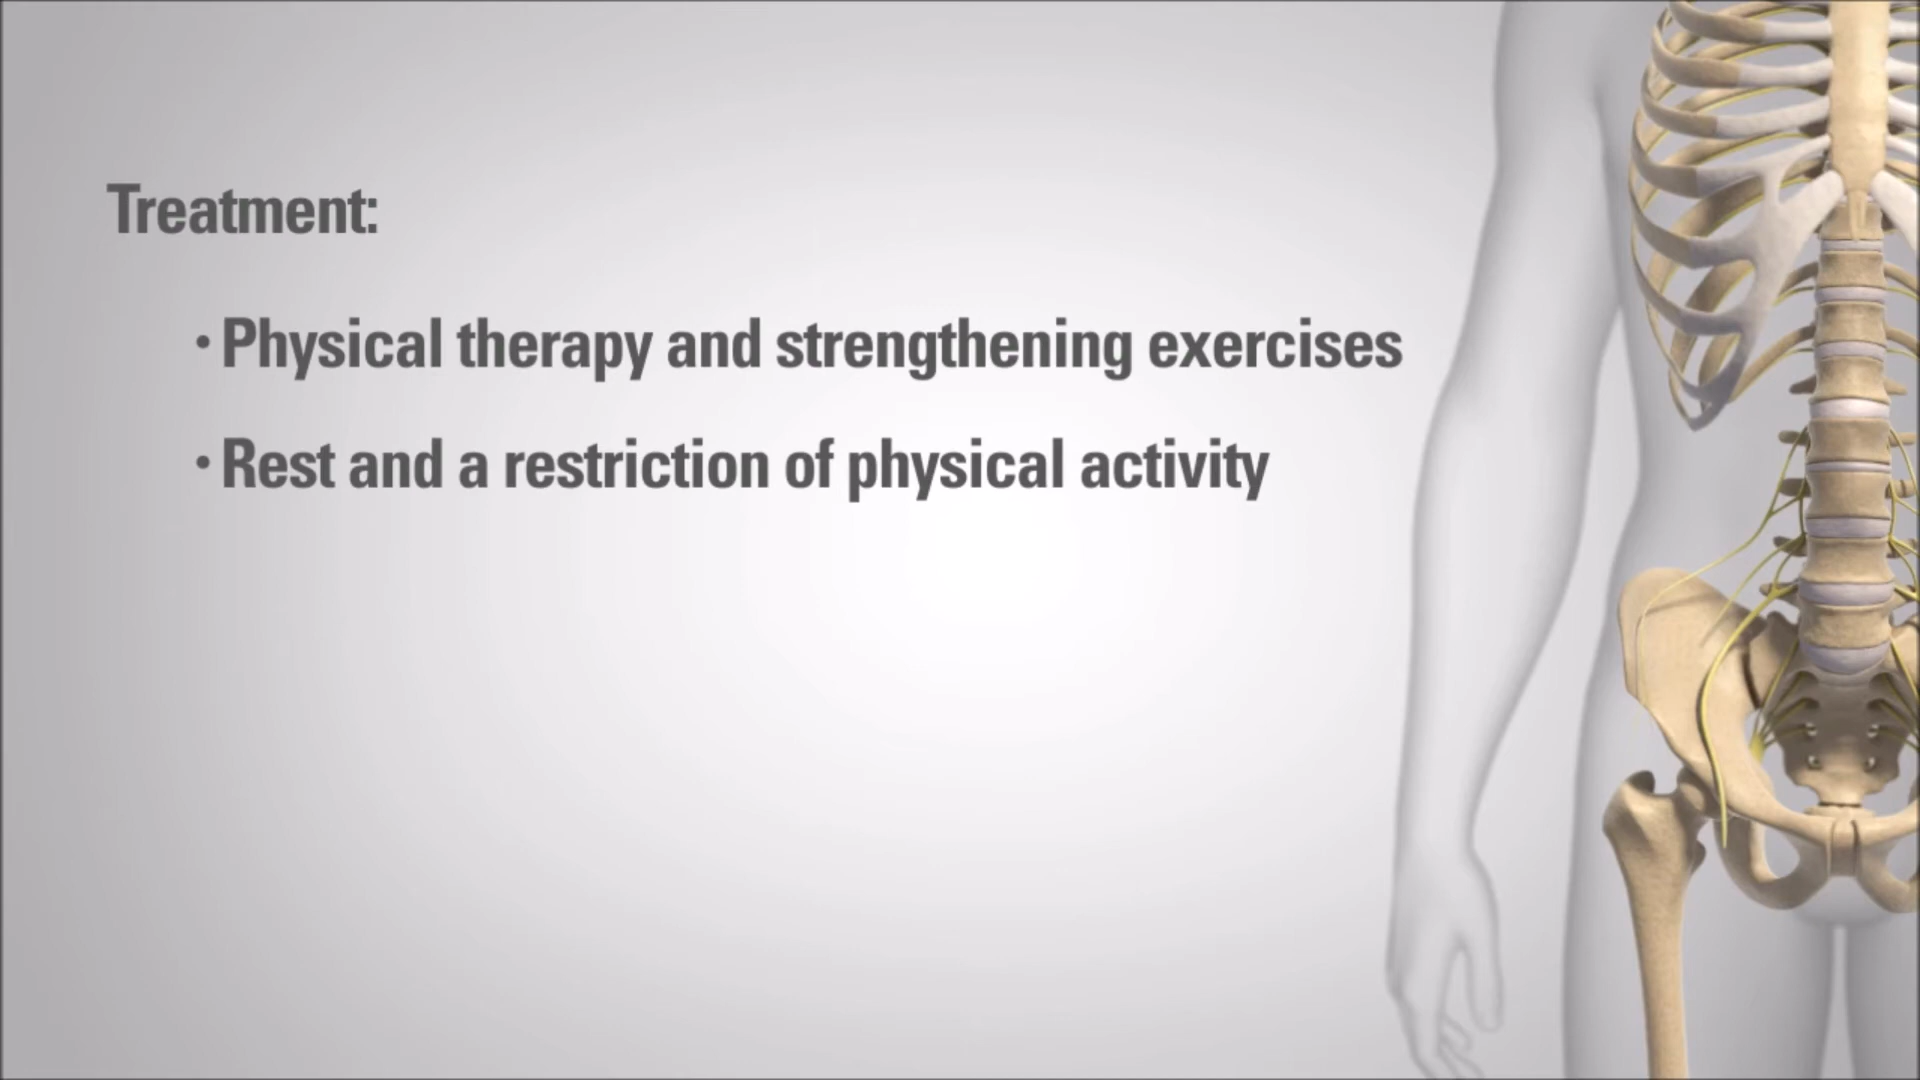 Treatment:
· Physical therapy and strengthening exercises
· Rest and a restriction of physical activity